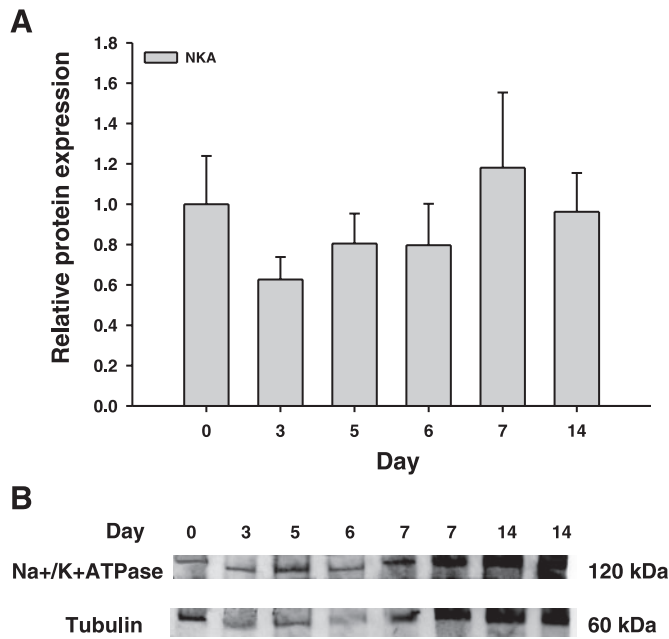 A
Relative protein expression
1.8
1.6
1.4
1.2
1.0
0.8
0.6
0.4
0.2
0.0
NKA
0 3 5 6 7 14
Day
B
Day 0 3 5 6 7 7 14 14
Na+/K+ATPase 120 kDa
Tubulin 60 kDa